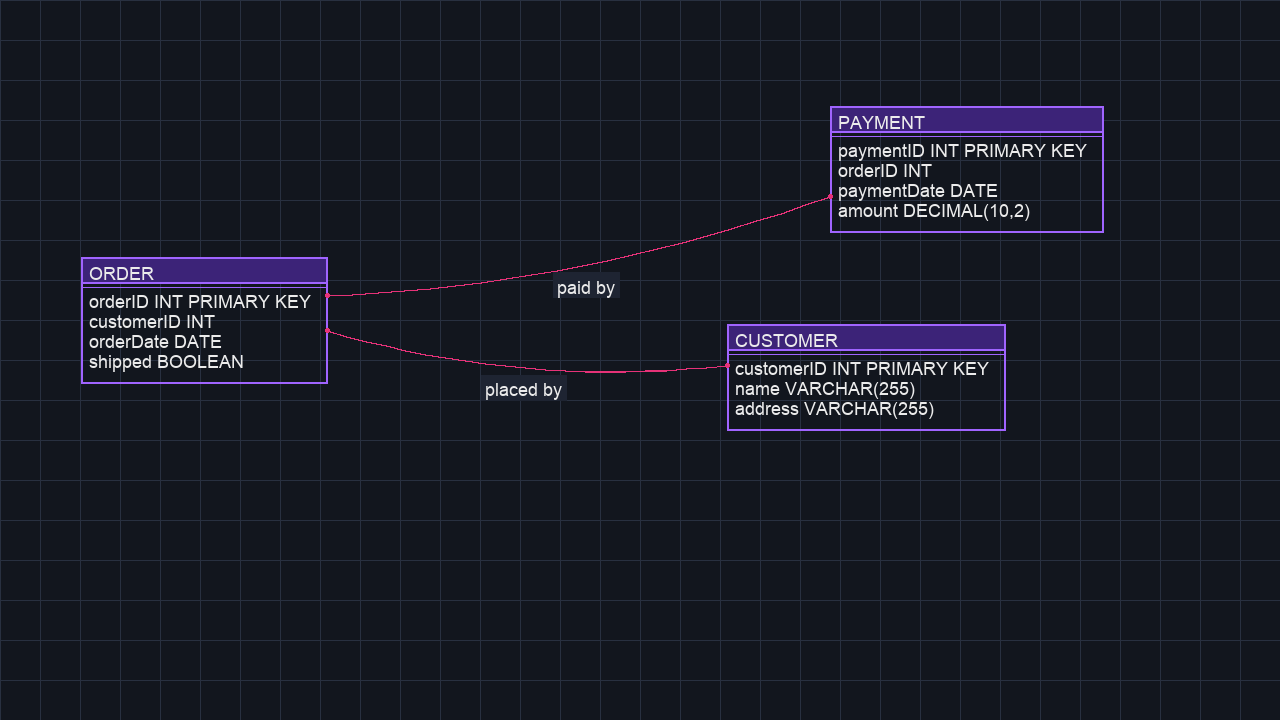 PAYMENT
paymentID INT PRIMARY KEY
orderID INT
paymentDate DATE
amount DECIMAL(10,2)
ORDER
orderID INT PRIMARY KEY
customerID INT
orderDate DATE
shipped BOOLEAN
paid by
placed by
CUSTOMER
customerID INT PRIMARY KEY
name VARCHAR(255)
address VARCHAR(255)